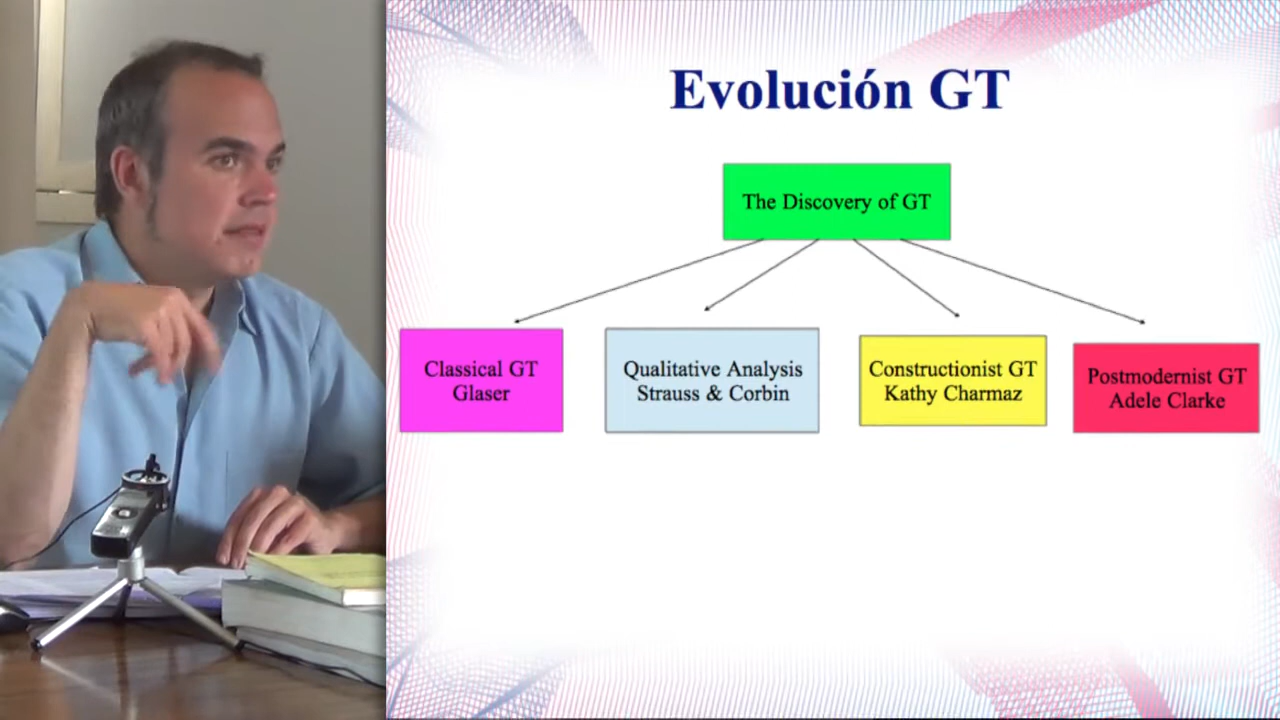 Evolución GT
The Discovery of GT
Classical GT
Glaser
Qualitative Analysis
Strauss & Corbin
Constructionist GT
Kathy Charmaz
Postmodernist GT
Adele Clarke